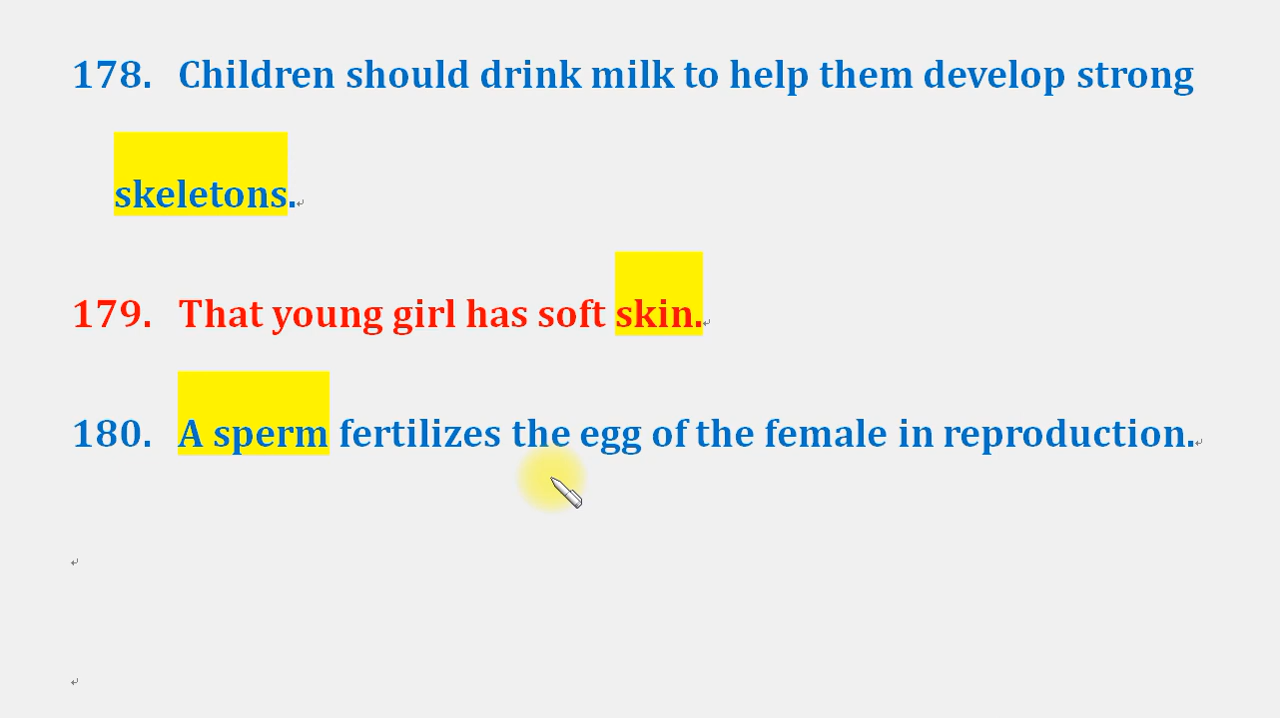 178. Children should drink milk to help them develop strong
skeletons.
179. That young girl has soft skin.
180. A sperm fertilizes the egg of the female in reproduction.